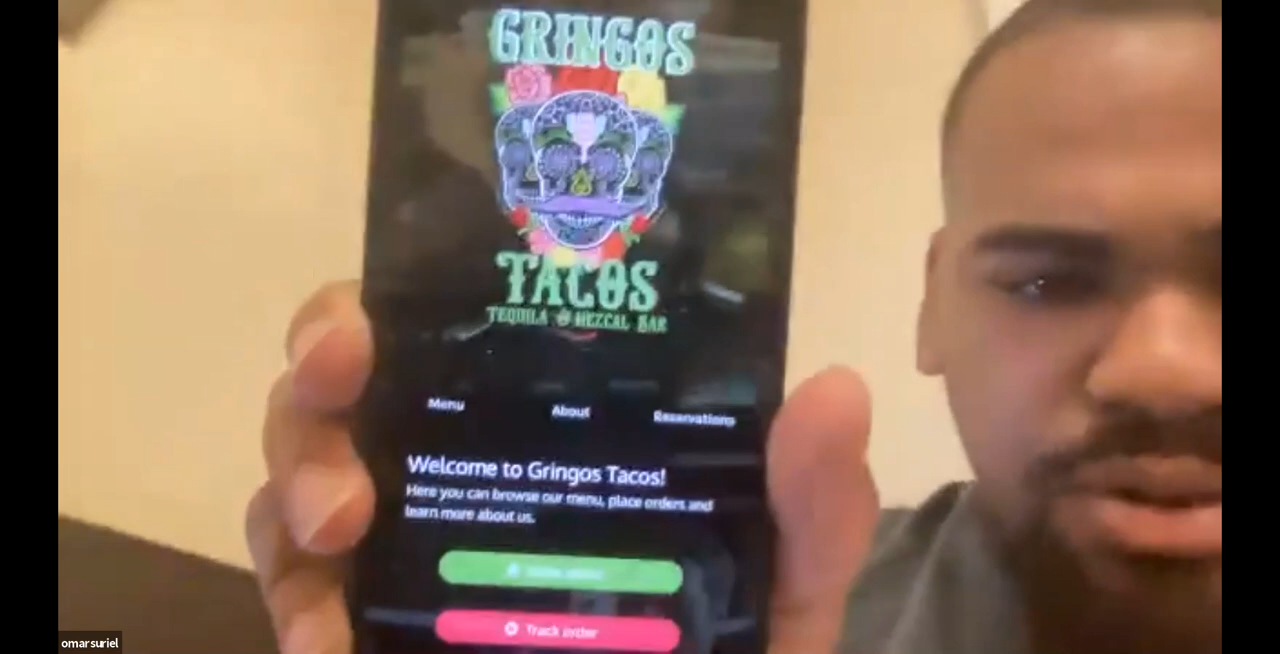 GRINGOS
TACOS
TEQUILA & MEZCAL BAR
Menu
About
Reservations
Welcome to Gringos Tacos!
Here you can browse our menu, place orders and
learn more about us.
Track order
omarsuriel